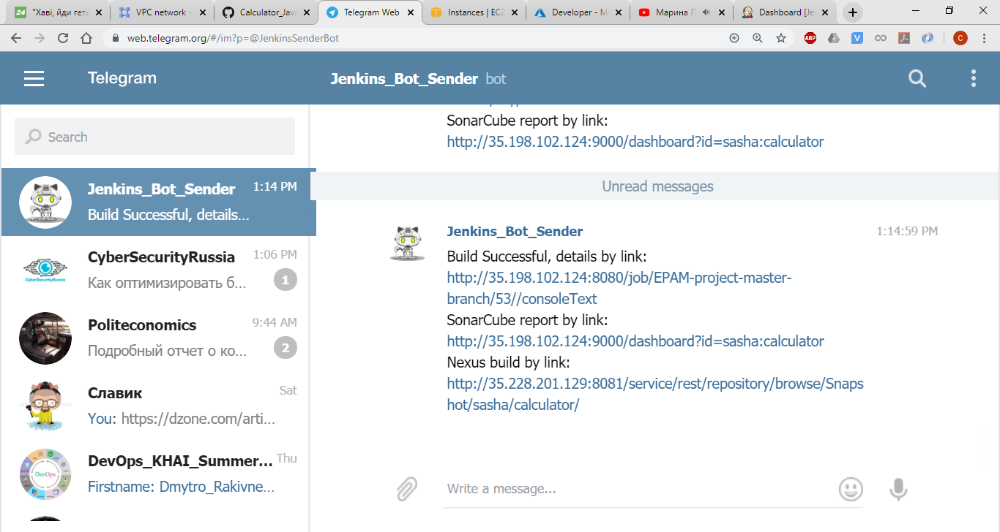 "Хаві, йди геть
VPC network -
Calculator_Java
Telegram Web
Instances | EC2
Developer - M
Марина П
Dashboard [Je
web.telegram.org/#/im?p=@JenkinsSenderBot
Telegram
Jenkins_Bot_Sender bot
Search
Jenkins_Bot_Sender 1:14 PM
Build Successful, details...
CyberSecurityRussia 1:06 PM
Как оптимизировать б... 1
Politeconomics 9:44 AM
Подробный отчет о ко... 2
Славик Sat
You: https://dzone.com/arti...
DevOps_KHAI_Summer... Thu
Firstname: Dmytro_Rakivne...
SonarCube report by link:
http://35.198.102.124:9000/dashboard?id=sasha:calculator
Unread messages
Jenkins_Bot_Sender 1:14:59 PM
Build Successful, details by link:
http://35.198.102.124:8080/job/EPAM-project-master-
branch/53//consoleText
SonarCube report by link:
http://35.198.102.124:9000/dashboard?id=sasha:calculator
Nexus build by link:
http://35.228.201.129:8081/service/rest/repository/browse/Snaps
hot/sasha/calculator/
Write a message...